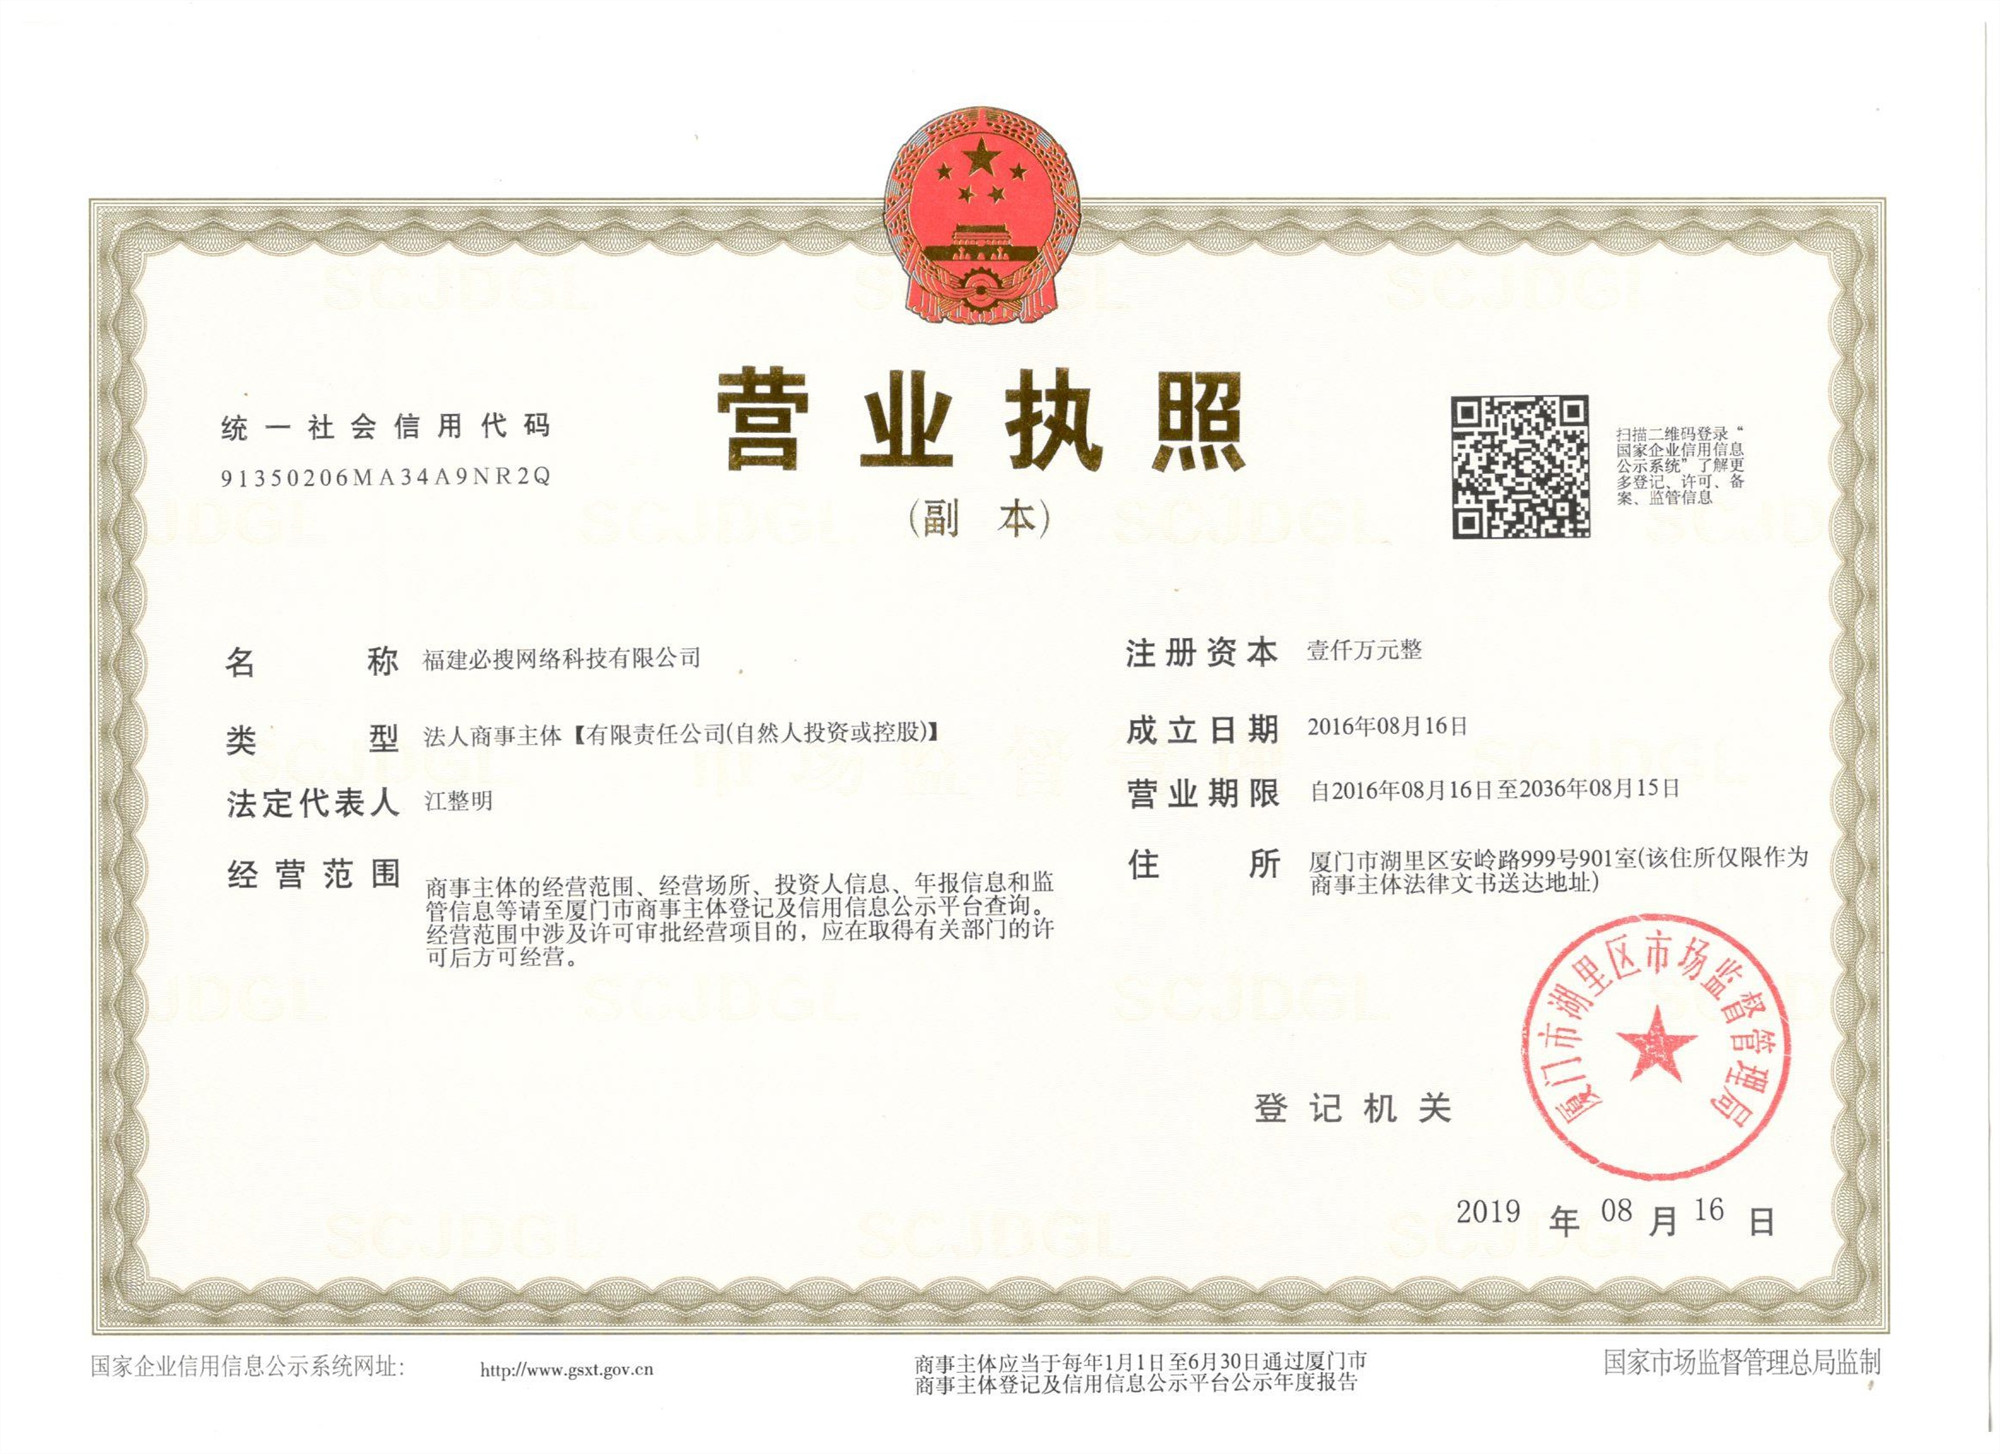 营业执照
(副 本)
统一社会信用代码
91350206MA34A9NR2Q
扫描二维码登录“
国家企业信用信息
公示系统”了解更
多登记、许可、备
案、监管信息
名称 福建必搜网络科技有限公司
类型 法人商事主体【有限责任公司(自然人投资或控股)】
法定代表人 江整明
经营范围 商事主体的经营范围、经营场所、投资人信息、年报信息和监
管信息等请至厦门市商事主体登记及信用信息公示平台查询。
经营范围中涉及许可审批经营项目的，应在取得有关部门的许
可后方可经营。
注册资本 壹仟万元整
成立日期 2016年08月16日
营业期限 自2016年08月16日至2036年08月15日
住所 厦门市湖里区安岭路999号901室(该住所仅限作为
商事主体法律文书送达地址)
登记机关
厦门市湖里区市场监督管理局
2019 年 08 月 16 日
国家企业信用信息公示系统网址: http://www.gsxt.gov.cn
商事主体应当于每年1月1日至6月30日通过厦门市
商事主体登记及信用信息公示平台公示年度报告
国家市场监督管理总局监制
SCJDGL